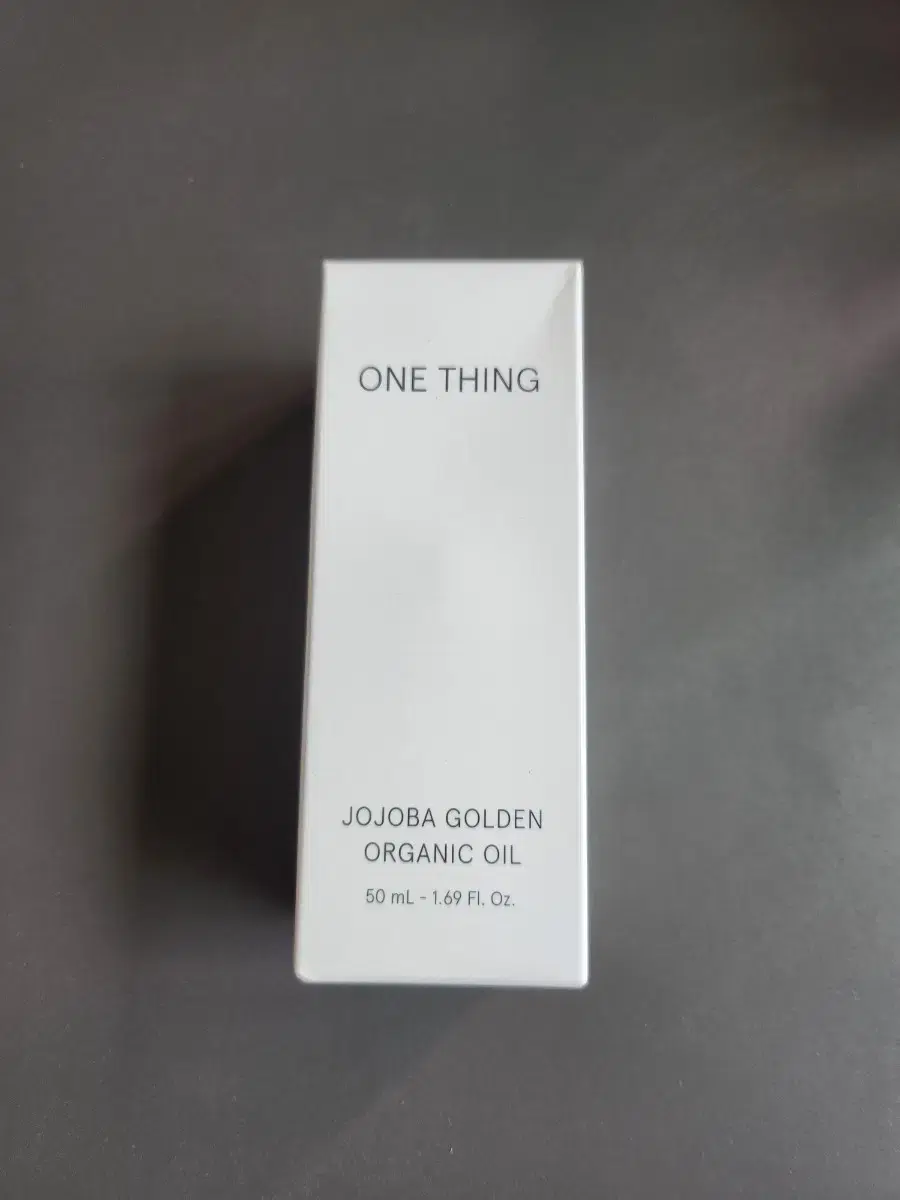 ONE THING
JOJOBA GOLDEN
ORGANIC OIL
50 mL - 1.69 Fl. Oz.